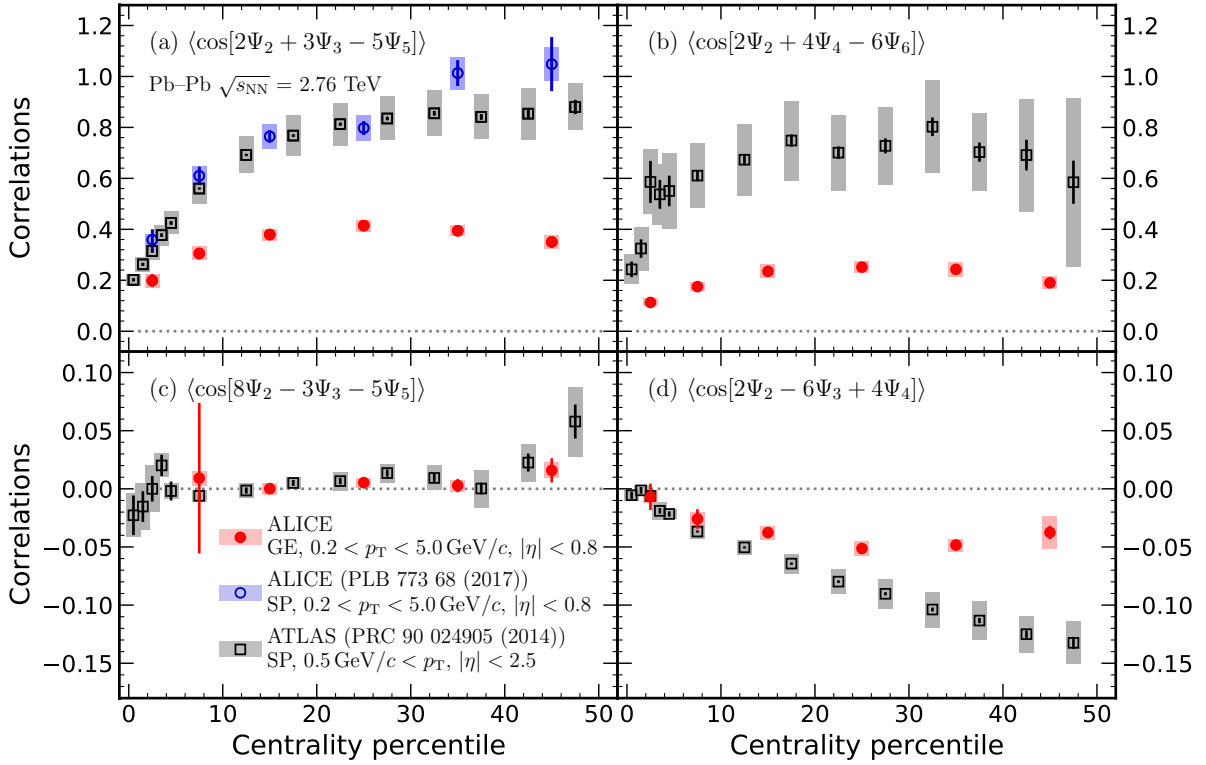 (a) ⟨cos[2Ψ₂ + 3Ψ₃ − 5Ψ₅]⟩
Pb–Pb √sNN = 2.76 TeV
Correlations
1.2
1.0
0.8
0.6
0.4
0.2
0.0
(b) ⟨cos[2Ψ₂ + 4Ψ₄ − 6Ψ₆]⟩
1.2
1.0
0.8
0.6
0.4
0.2
0.0
(c) ⟨cos[8Ψ₂ − 3Ψ₃ − 5Ψ₅]⟩
Correlations
0.10
0.05
0.00
−0.05
−0.10
−0.15
ALICE
GE, 0.2 < pT < 5.0 GeV/c, |η| < 0.8
ALICE (PLB 773 68 (2017))
SP, 0.2 < pT < 5.0 GeV/c, |η| < 0.8
ATLAS (PRC 90 024905 (2014))
SP, 0.5 GeV/c < pT, |η| < 2.5
0 10 20 30 40 50
Centrality percentile
(d) ⟨cos[2Ψ₂ − 6Ψ₃ + 4Ψ₄]⟩
0.10
0.05
0.00
−0.05
−0.10
−0.15
0 10 20 30 40 50
Centrality percentile